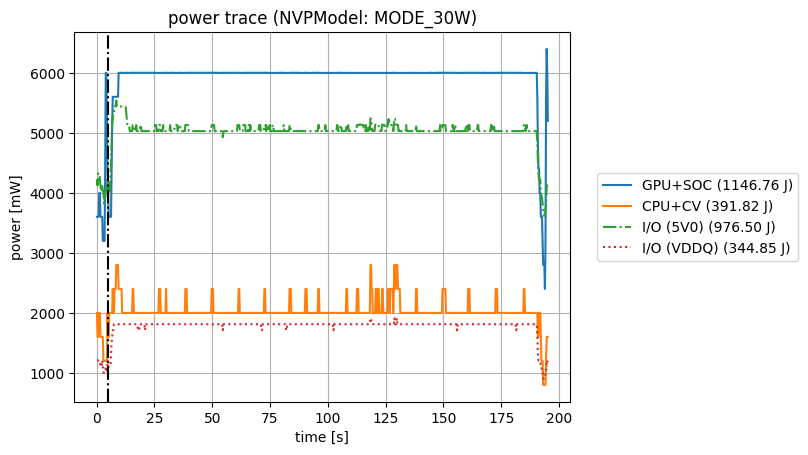 power trace (NVPModel: MODE_30W)
power [mW]
6000
5000
4000
3000
2000
1000
0 25 50 75 100 125 150 175 200
time [s]
GPU+SOC (1146.76 J)
CPU+CV (391.82 J)
I/O (5V0) (976.50 J)
I/O (VDDQ) (344.85 J)